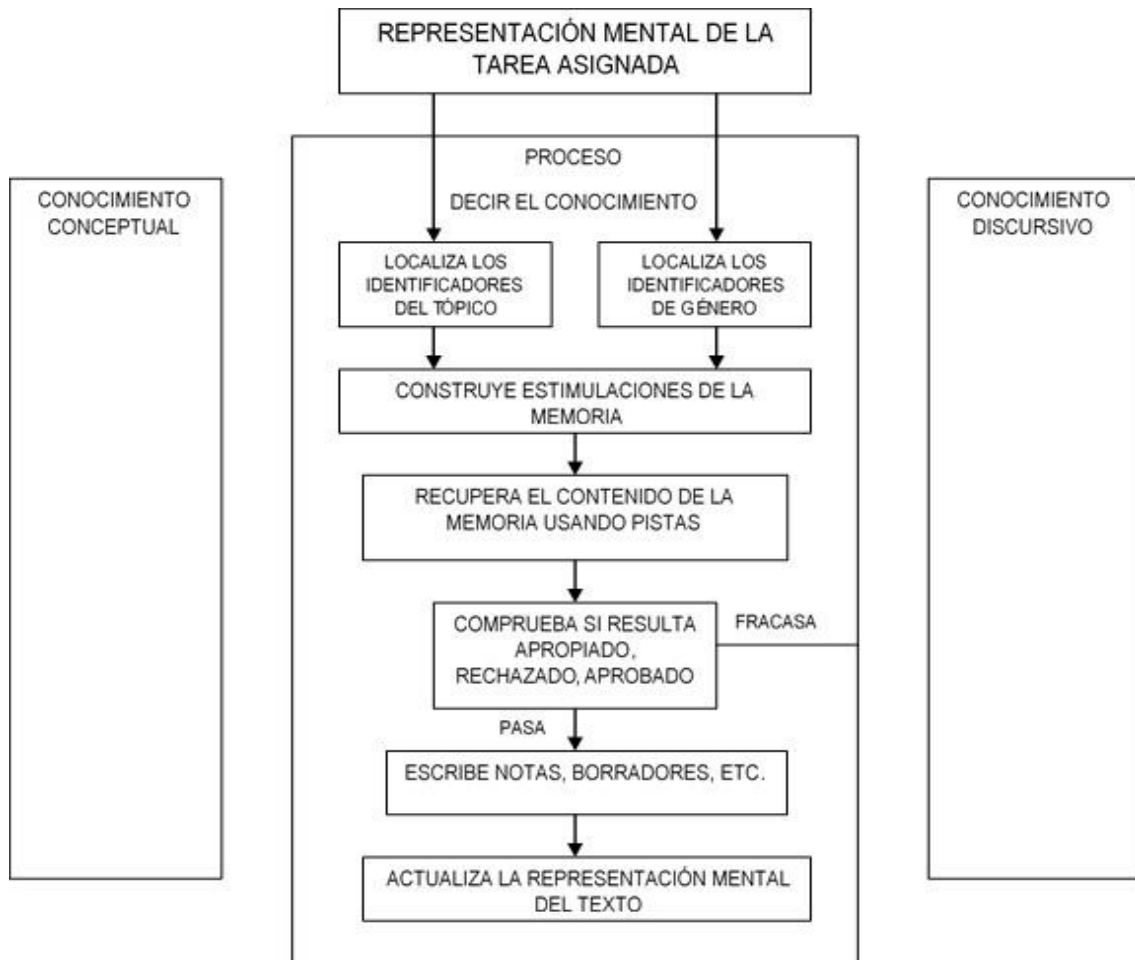 REPRESENTACIÓN MENTAL DE LA
TAREA ASIGNADA
PROCESO
DECIR EL CONOCIMIENTO
CONOCIMIENTO
CONCEPTUAL
CONOCIMIENTO
DISCURSIVO
LOCALIZA LOS
IDENTIFICADORES
DEL TÓPICO
LOCALIZA LOS
IDENTIFICADORES
DE GÉNERO
CONSTRUYE ESTIMULACIONES DE LA
MEMORIA
RECUPERA EL CONTENIDO DE LA
MEMORIA USANDO PISTAS
COMPRUEBA SI RESULTA
APROPIADO,
RECHAZADO, APROBADO
FRACASA
PASA
ESCRIBE NOTAS, BORRADORES, ETC.
ACTUALIZA LA REPRESENTACIÓN MENTAL
DEL TEXTO